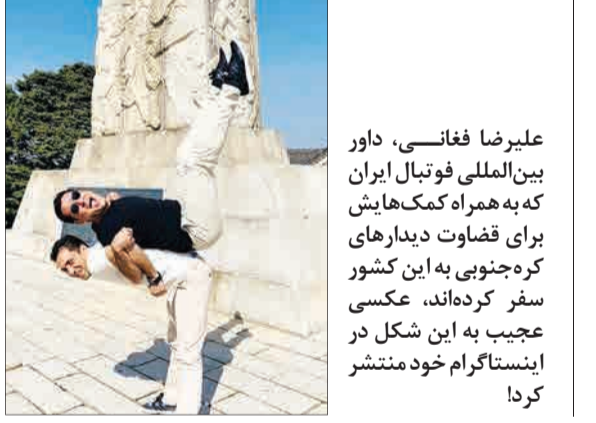 علیرضا فغانـــی، داور
بین‌المللی فوتبال ایران
که به همراه کمک‌هایش
برای قضاوت دیدارهای
کره‌جنوبی به این کشور
سفر کرده‌اند، عکسی
عجیب به این شکل در
اینستاگرام خود منتشر
کرد!